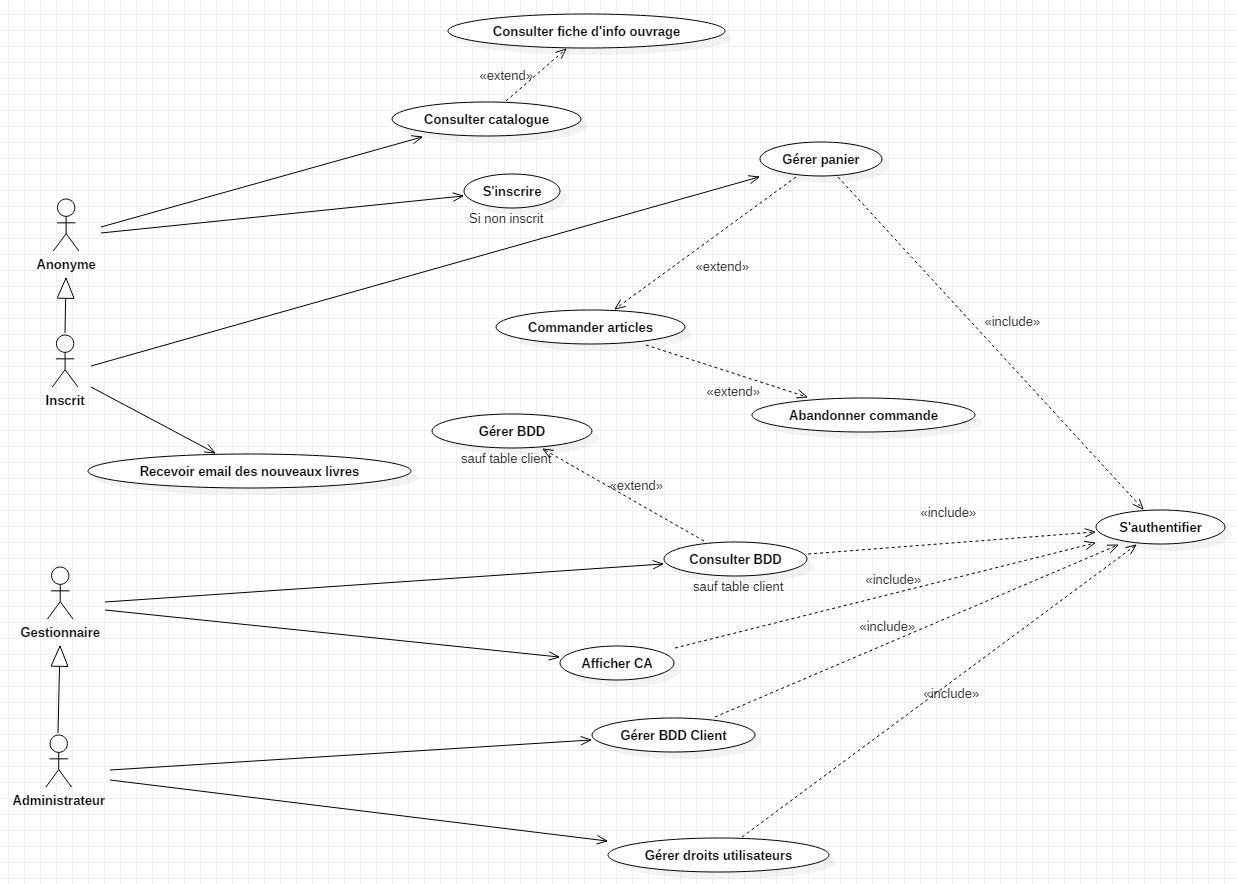 Consulter fiche d'info ouvrage
«extend»
Consulter catalogue
Gérer panier
S'inscrire
Si non inscrit
Anonyme
«extend»
«include»
Commander articles
Inscrit
«extend»
Abandonner commande
Gérer BDD
sauf table client
Recevoir email des nouveaux livres
«extend»
«include»
S'authentifier
Consulter BDD
sauf table client
«include»
Gestionnaire
«include»
Afficher CA
«include»
Gérer BDD Client
Administrateur
Gérer droits utilisateurs